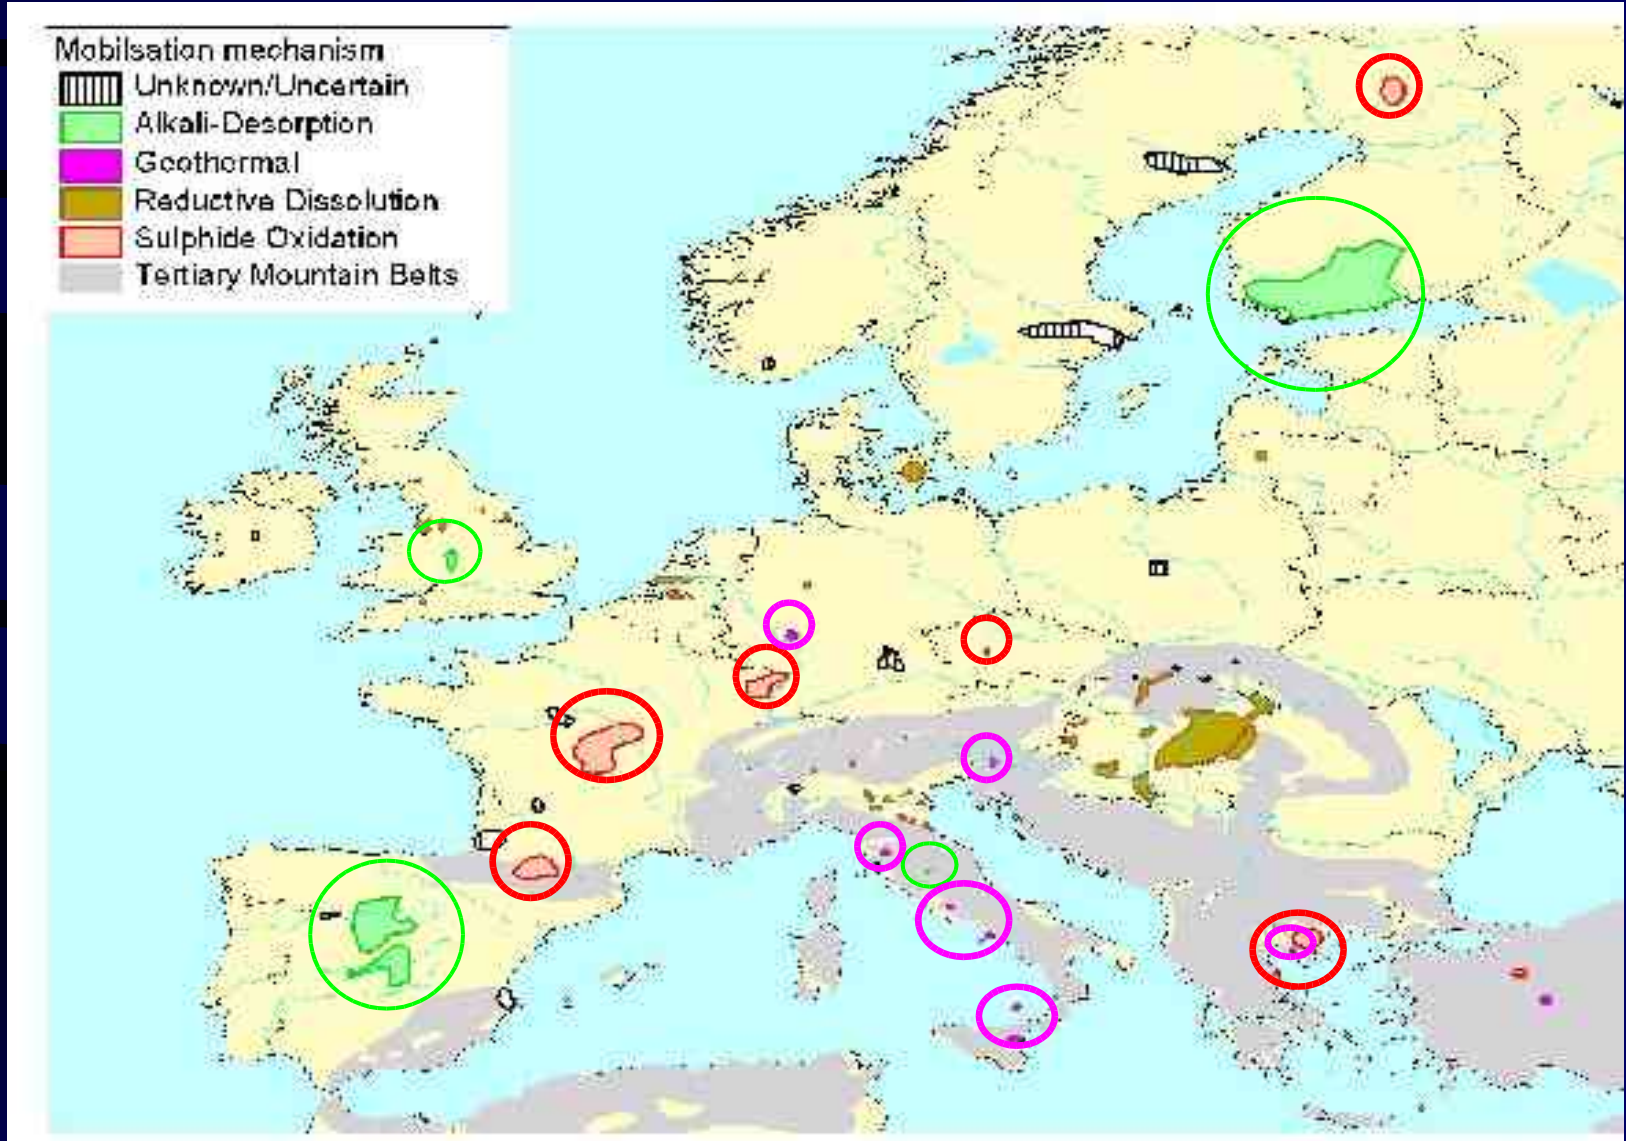 Mobilsation mechanism
Unknown/Uncertain
Alkali-Desorption
Geothermal
Reductive Dissolution
Sulphide Oxidation
Tertiary Mountain Belts